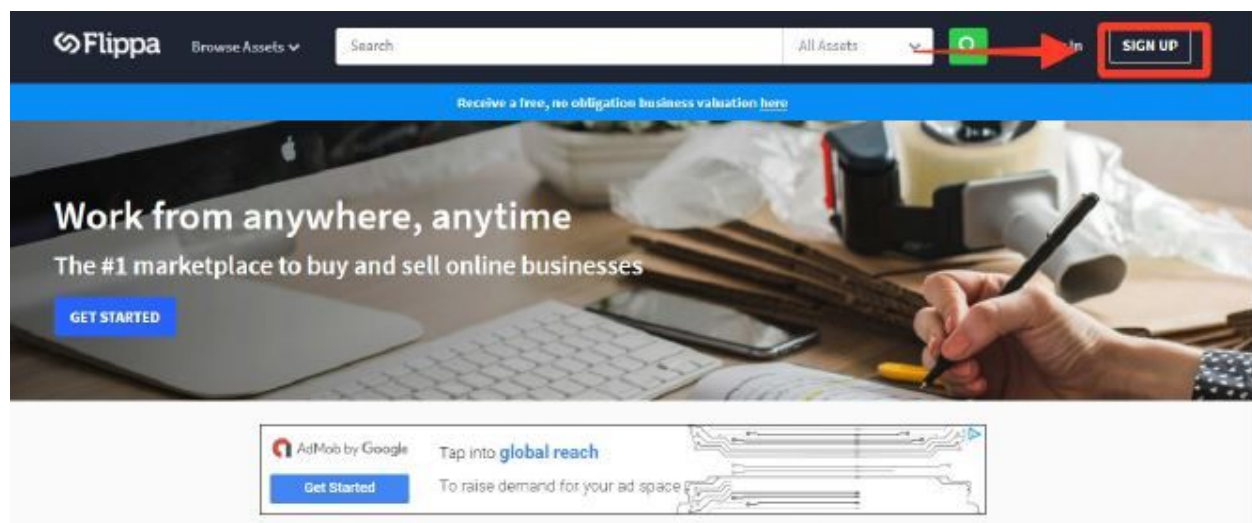 Flippa
Browse Assets
Search
All Assets
In
SIGN UP
Receive a free, no obligation business valuation here
Work from anywhere, anytime
The #1 marketplace to buy and sell online businesses
GET STARTED
AdMob by Google
Tap into global reach
Get Started
To raise demand for your ad space